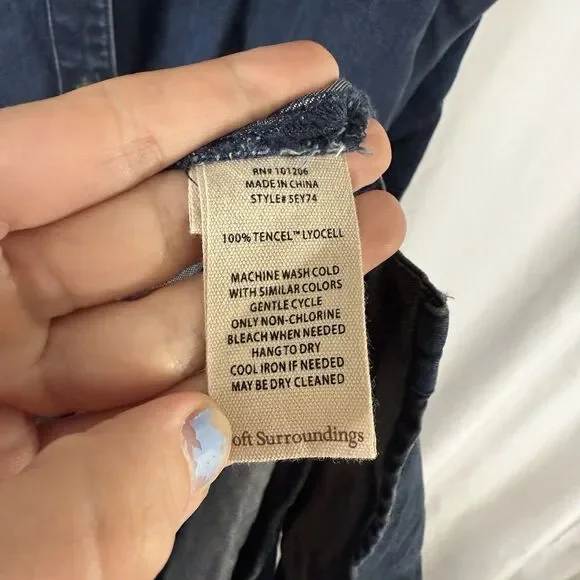 RN# 101206
MADE IN CHINA
STYLE# 5EY74
100% TENCEL™ LYOCELL
MACHINE WASH COLD
WITH SIMILAR COLORS
GENTLE CYCLE
ONLY NON-CHLORINE
BLEACH WHEN NEEDED
HANG TO DRY
COOL IRON IF NEEDED
MAY BE DRY CLEANED
oft Surroundings